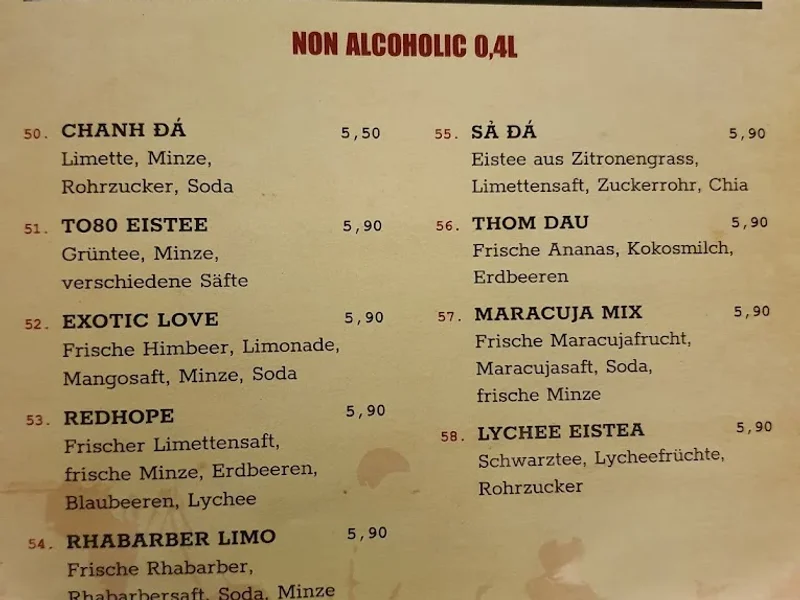 NON ALCOHOLIC 0,4L
50. CHANH ĐÁ 5,50
Limette, Minze,
Rohrzucker, Soda
51. TO80 EISTEE 5,90
Grüntee, Minze,
verschiedene Säfte
52. EXOTIC LOVE 5,90
Frische Himbeer, Limonade,
Mangosaft, Minze, Soda
53. REDHOPE 5,90
Frischer Limettensaft,
frische Minze, Erdbeeren,
Blaubeeren, Lychee
54. RHABARBER LIMO 5,90
Frische Rhabarber,
Rhabarbersaft, Soda, Minze
55. SẢ ĐÁ 5,90
Eistee aus Zitronengrass,
Limettensaft, Zuckerrohr, Chia
56. THOM DAU 5,90
Frische Ananas, Kokosmilch,
Erdbeeren
57. MARACUJA MIX 5,90
Frische Maracujafrucht,
Maracujasaft, Soda,
frische Minze
58. LYCHEE EISTEA 5,90
Schwarztee, Lycheefrüchte,
Rohrzucker